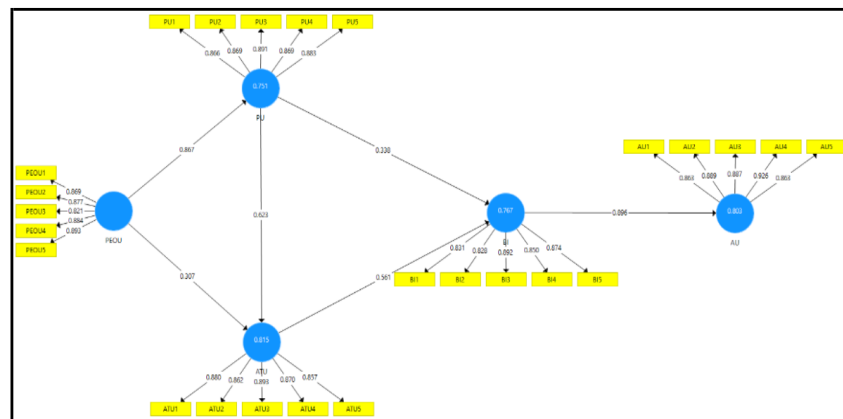 PU1 PU2 PU3 PU4 PU5
0.866 0.869 0.891 0.869 0.883
0.751
PU
0.867
0.338
0.623
AU1 AU2 AU3 AU4 AU5
0.863 0.889 0.887 0.926 0.863
PEOU1
PEOU2
PEOU3
PEOU4
PEOU5
0.869
0.877
0.821
0.884
0.893
PEOU
0.767
BI
0.896
0.803
AU
0.307
0.561
0.831 0.828 0.892 0.850 0.874
BI1 BI2 BI3 BI4 BI5
0.815
ATU
0.880 0.862 0.893 0.870 0.857
ATU1 ATU2 ATU3 ATU4 ATU5